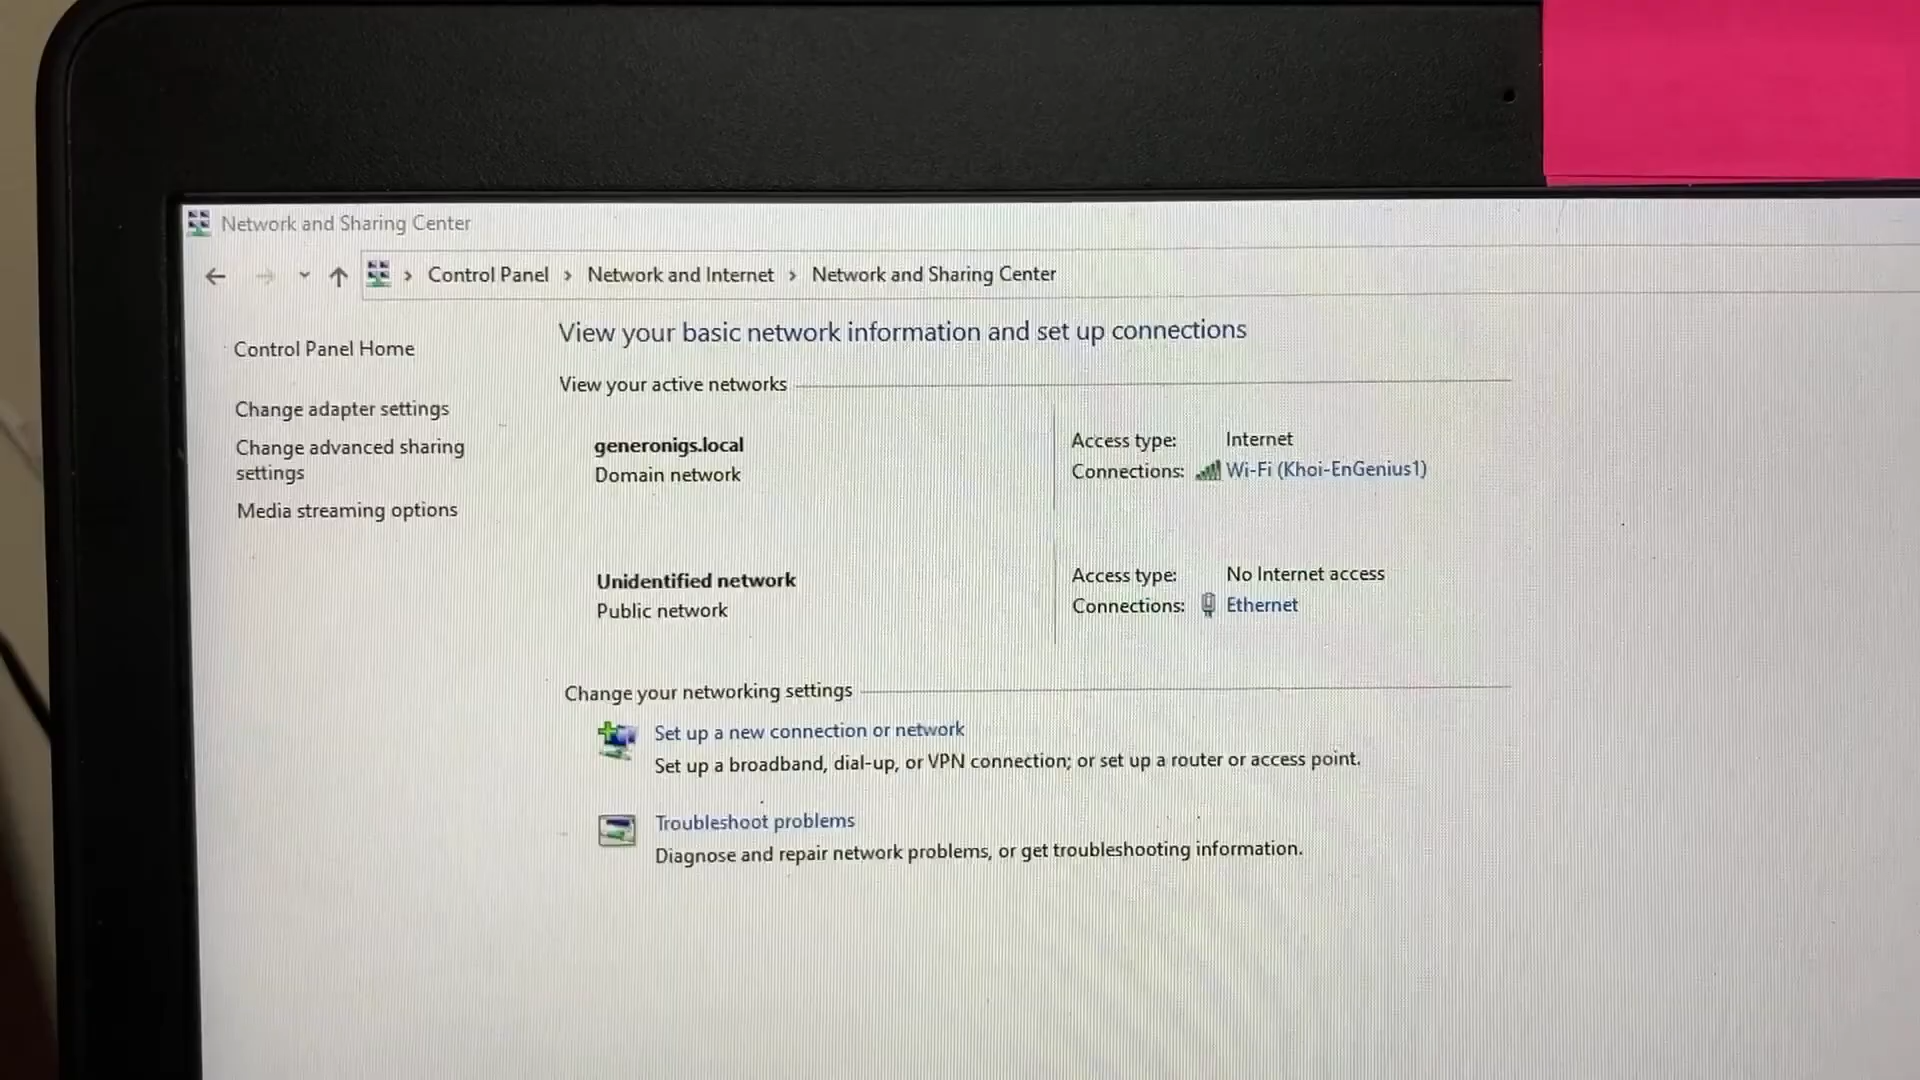 Network and Sharing Center
Control Panel > Network and Internet > Network and Sharing Center
Control Panel Home
Change adapter settings
Change advanced sharing
settings
Media streaming options
View your basic network information and set up connections
View your active networks
generonigs.local
Domain network
Access type: Internet
Connections: Wi-Fi (Khoi-EnGenius1)
Unidentified network
Public network
Access type: No Internet access
Connections: Ethernet
Change your networking settings
Set up a new connection or network
Set up a broadband, dial-up, or VPN connection; or set up a router or access point.
Troubleshoot problems
Diagnose and repair network problems, or get troubleshooting information.